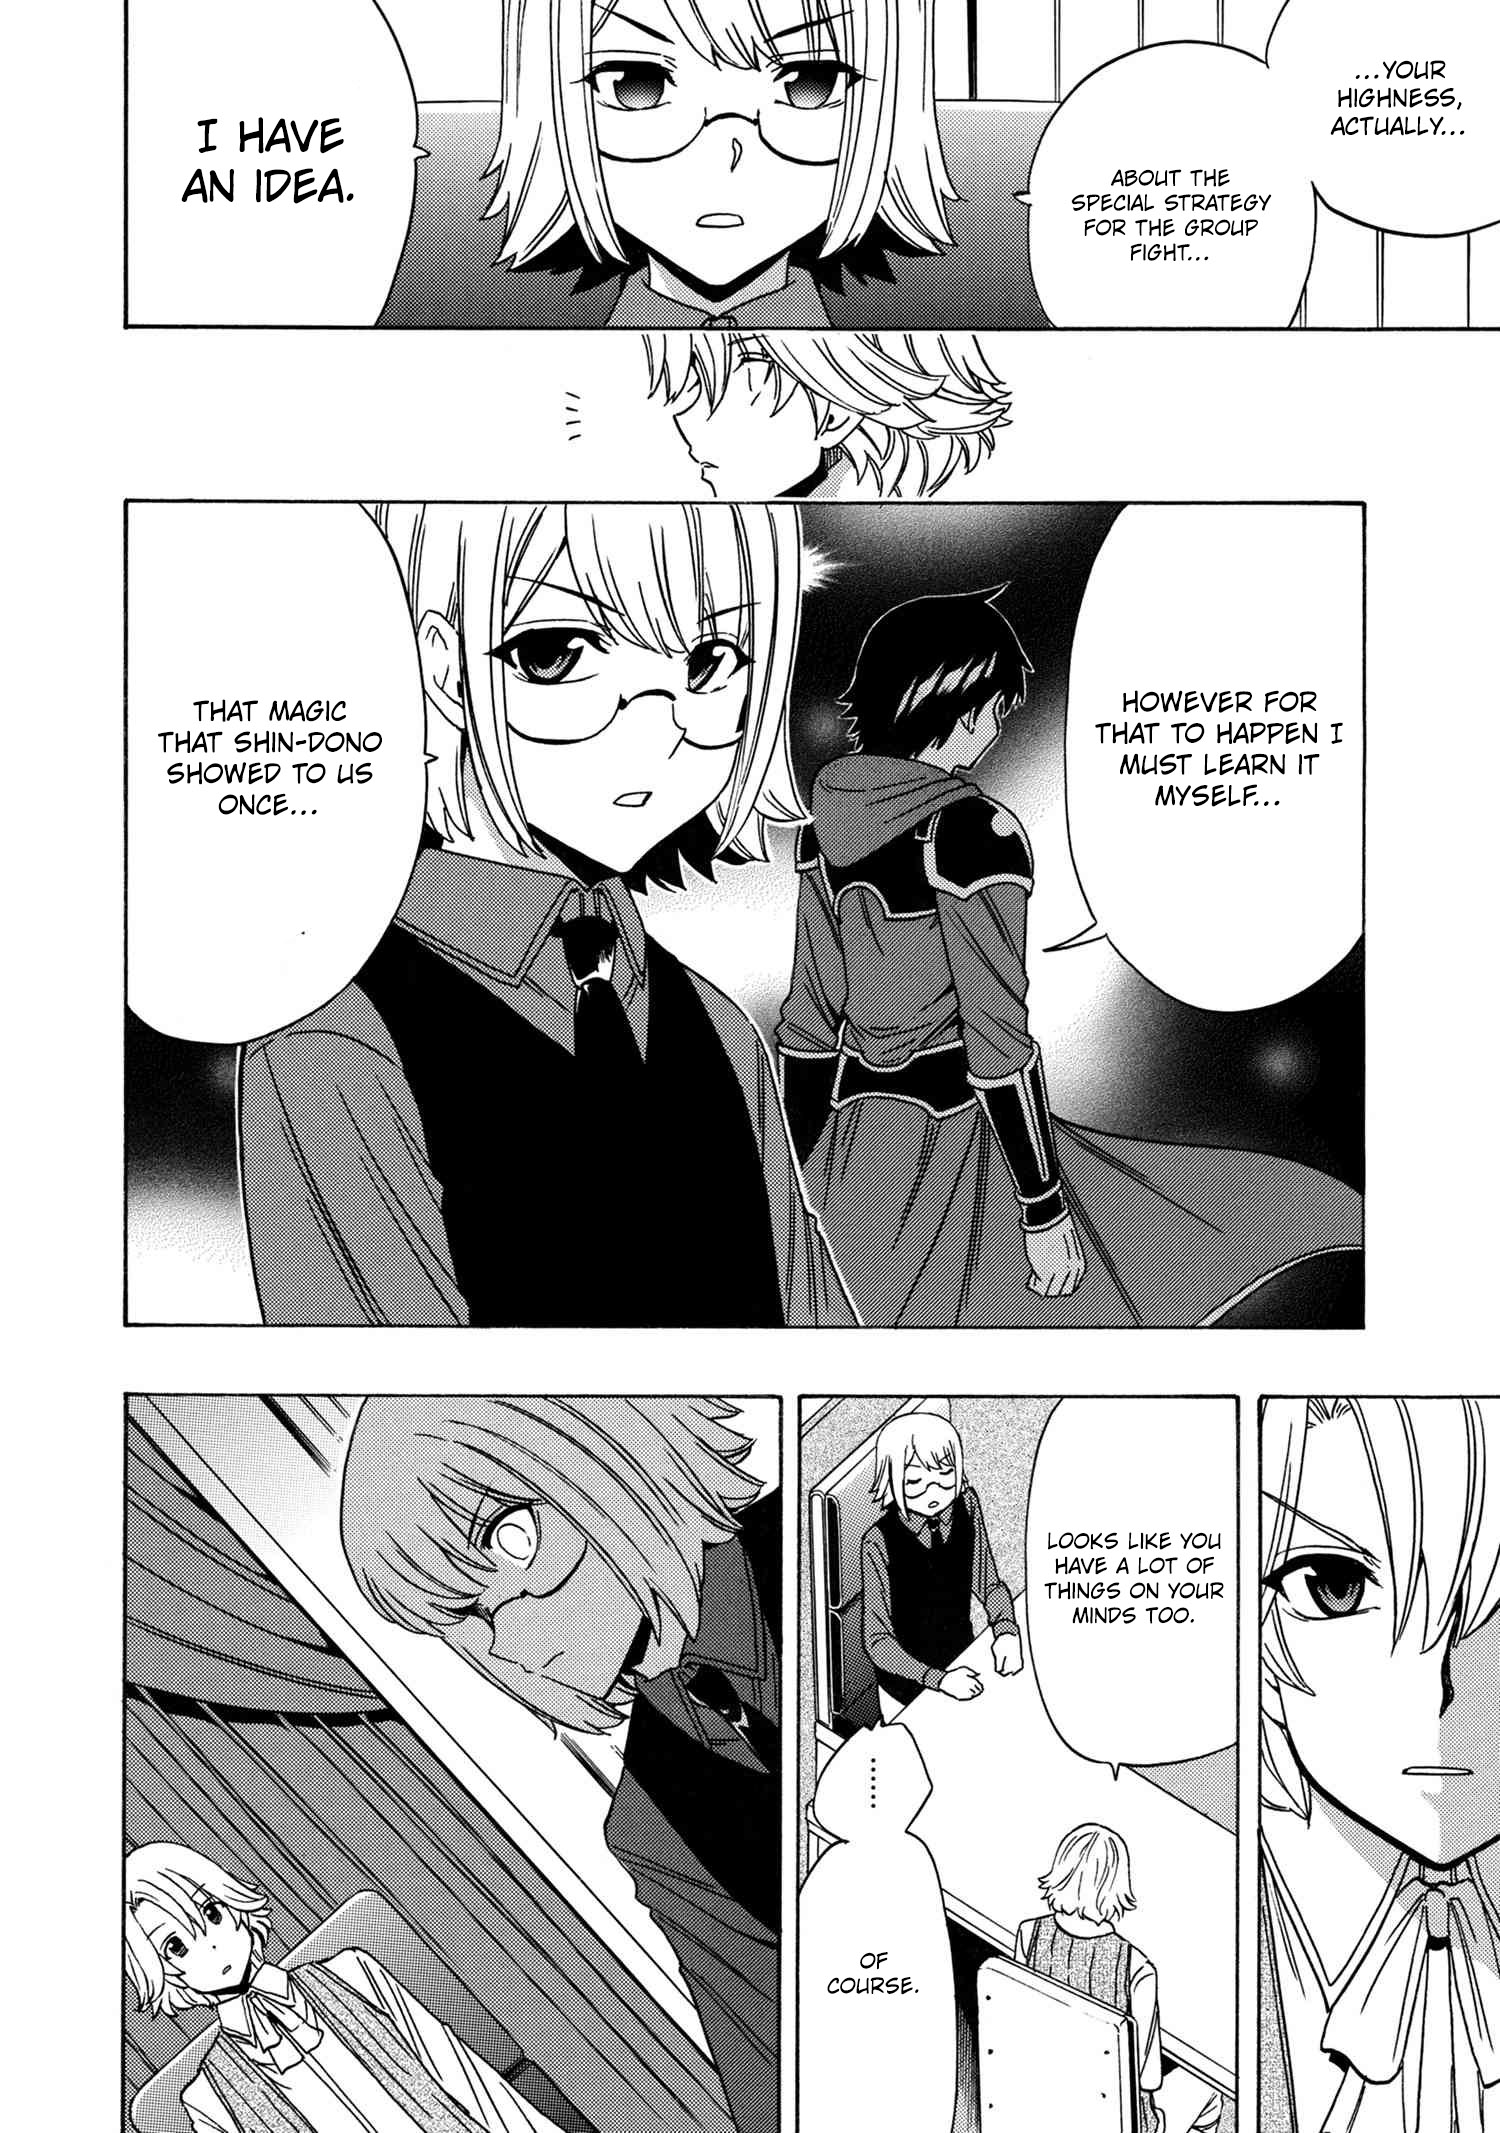 ...YOUR
HIGHNESS,
ACTUALLY...
ABOUT THE
SPECIAL STRATEGY
FOR THE GROUP
FIGHT...
I HAVE
AN IDEA.
HOWEVER FOR
THAT TO HAPPEN I
MUST LEARN IT
MYSELF...
THAT MAGIC
THAT SHIN-DONO
SHOWED TO US
ONCE...
LOOKS LIKE YOU
HAVE A LOT OF
THINGS ON YOUR
MINDS TOO.
......
OF
COURSE.